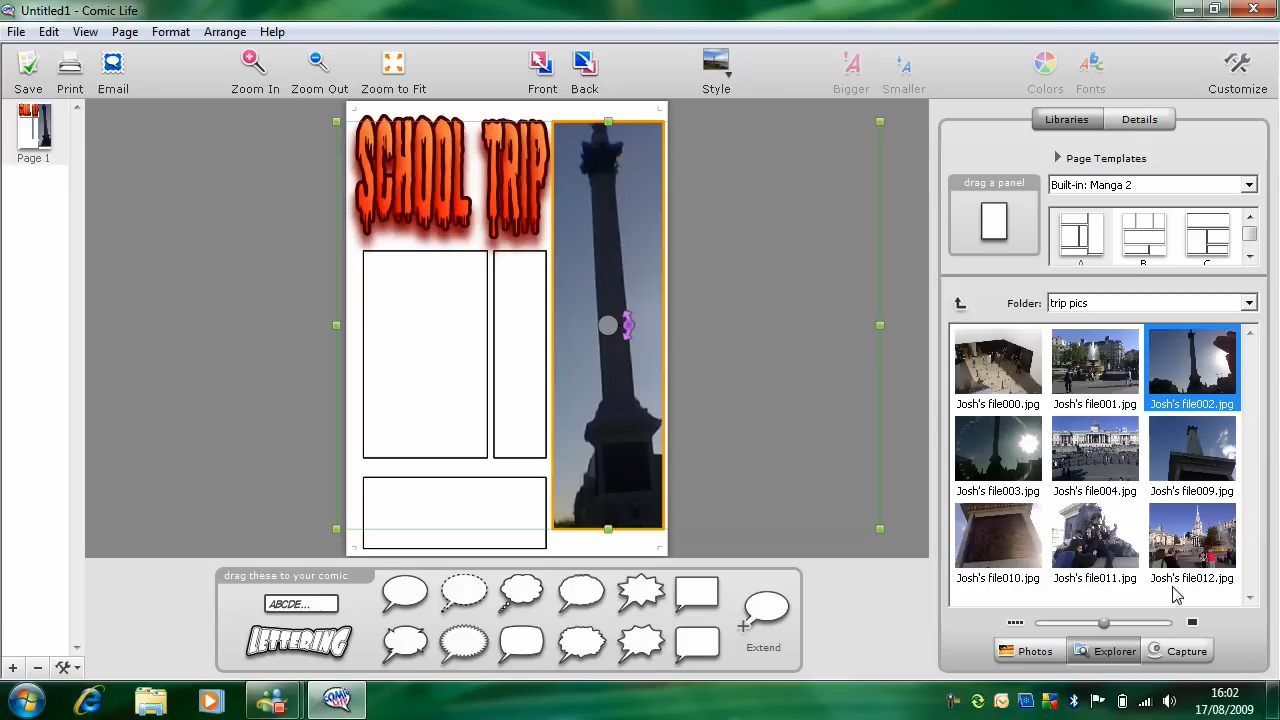 Untitled1 - Comic Life
File Edit View Page Format Arrange Help
Save Print Email Zoom In Zoom Out Zoom to Fit Front Back Style Bigger Smaller Colors Fonts Customize
Page 1
SCHOOL TRIP
Libraries Details
Page Templates
drag a panel
Built-in: Manga 2
A B C
Folder: trip pics
Josh's file000.jpg Josh's file001.jpg Josh's file002.jpg
Josh's file003.jpg Josh's file004.jpg Josh's file009.jpg
Josh's file010.jpg Josh's file011.jpg Josh's file012.jpg
drag these to your comic
ABCDE...
LETTERING
Extend
Photos Explorer Capture
16:02
17/08/2009